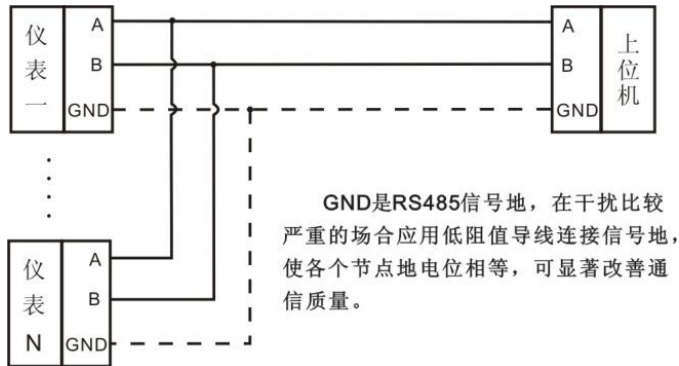 仪表一
A
B
GND
A
B
GND
上位机
仪表N
A
B
GND
GND是RS485信号地，在干扰比较
严重的场合应用低阻值导线连接信号地，
使各个节点地电位相等，可显著改善通
信质量。